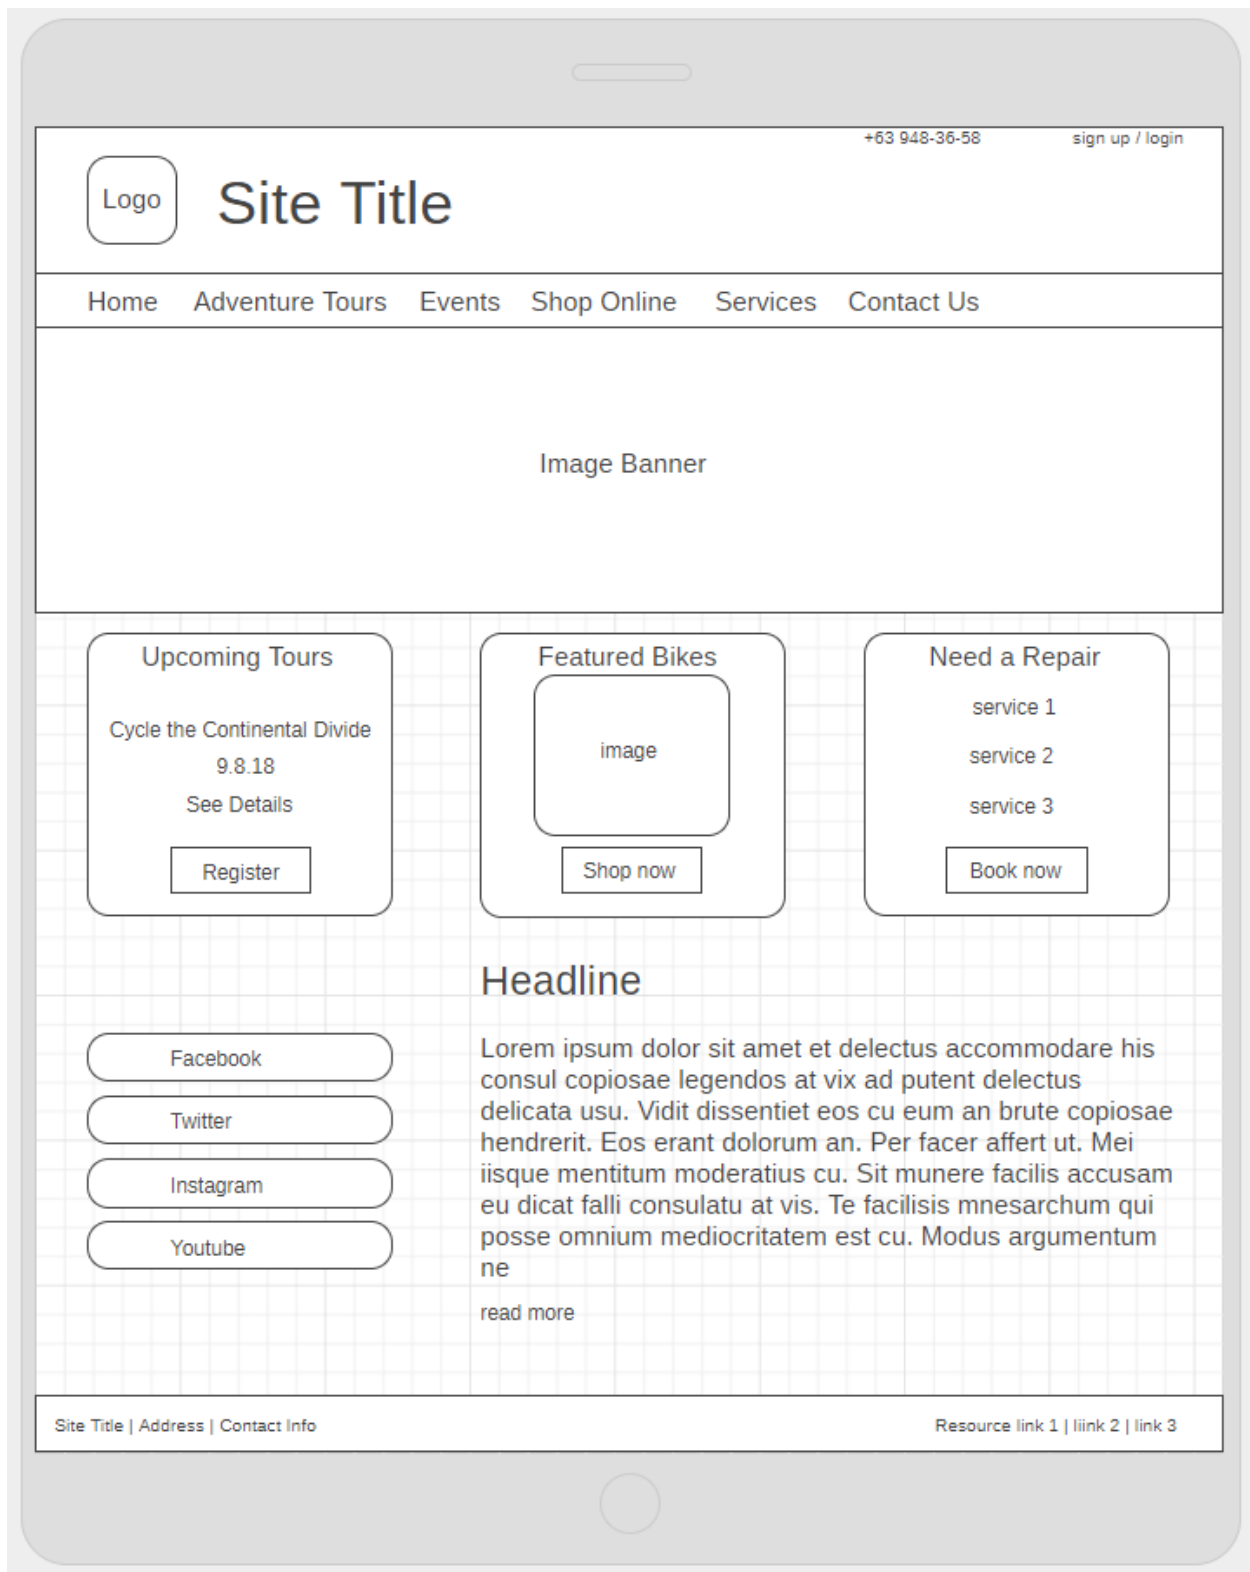 +63 948-36-58
sign up / login
Logo
Site Title
Home Adventure Tours Events Shop Online Services Contact Us
Image Banner
Upcoming Tours
Cycle the Continental Divide
9.8.18
See Details
Register
Featured Bikes
image
Shop now
Need a Repair
service 1
service 2
service 3
Book now
Facebook
Twitter
Instagram
Youtube
Headline
Lorem ipsum dolor sit amet et delectus accommodare his
consul copiosae legendos at vix ad putent delectus
delicata usu. Vidit dissentiet eos cu eum an brute copiosae
hendrerit. Eos erant dolorum an. Per facer affert ut. Mei
iisque mentitum moderatius cu. Sit munere facilis accusam
eu dicat falli consulatu at vis. Te facilisis mnesarchum qui
posse omnium mediocritatem est cu. Modus argumentum
ne
read more
Site Title | Address | Contact Info
Resource link 1 | liink 2 | link 3